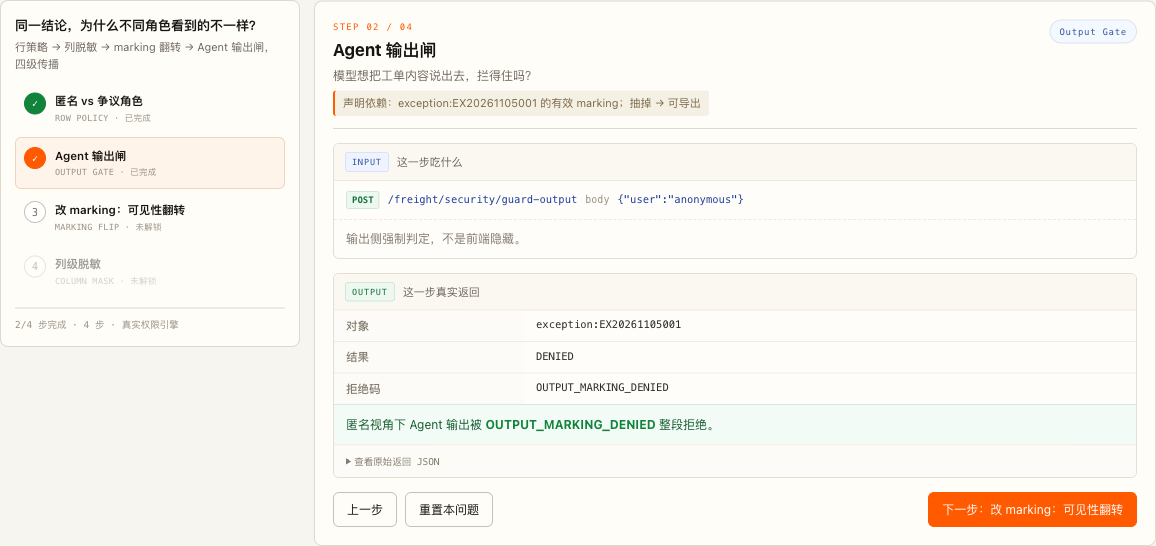 同一结论，为什么不同角色看到的不一样？
行策略 → 列脱敏 → marking 翻转 → Agent 输出闸，
四级传播
✓
匿名 vs 争议角色
ROW POLICY · 已完成
✓
Agent 输出闸
OUTPUT GATE · 已完成
3
改 marking：可见性翻转
MARKING FLIP · 未解锁
4
列级脱敏
COLUMN MASK · 未解锁
2/4 步完成 · 4 步 · 真实权限引擎
STEP 02 / 04
Output Gate
Agent 输出闸
模型想把工单内容说出去，拦得住吗？
声明依赖：exception:EX20261105001 的有效 marking；抽掉 → 可导出
INPUT 这一步吃什么
POST /freight/security/guard-output body {"user":"anonymous"}
输出侧强制判定，不是前端隐藏。
OUTPUT 这一步真实返回
对象 exception:EX20261105001
结果 DENIED
拒绝码 OUTPUT_MARKING_DENIED
匿名视角下 Agent 输出被 OUTPUT_MARKING_DENIED 整段拒绝。
▶ 查看原始返回 JSON
上一步 重置本问题 下一步：改 marking：可见性翻转